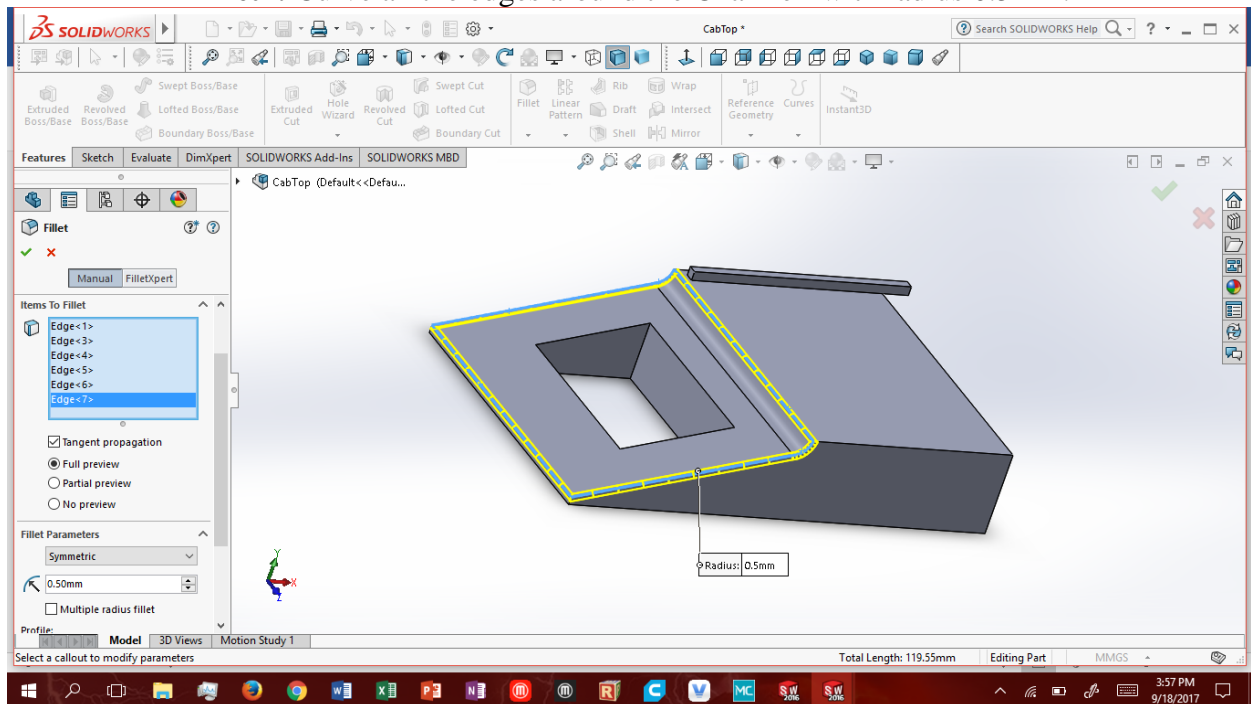 SOLIDWORKS
CabTop *
Search SOLIDWORKS Help
Extruded Boss/Base
Revolved Boss/Base
Swept Boss/Base
Lofted Boss/Base
Boundary Boss/Base
Extruded Cut
Hole Wizard
Revolved Cut
Swept Cut
Lofted Cut
Boundary Cut
Fillet
Linear Pattern
Rib
Draft
Shell
Wrap
Intersect
Mirror
Reference Geometry
Curves
Instant3D
Features Sketch Evaluate DimXpert SOLIDWORKS Add-Ins SOLIDWORKS MBD
CabTop (Default<<Defau...
Fillet
Manual FilletXpert
Items To Fillet
Edge<1>
Edge<3>
Edge<4>
Edge<5>
Edge<6>
Edge<7>
Tangent propagation
Full preview
Partial preview
No preview
Fillet Parameters
Symmetric
0.50mm
Multiple radius fillet
Profile:
Radius: 0.5mm
Y
X
Z
Model 3D Views Motion Study 1
Select a callout to modify parameters
Total Length: 119.55mm Editing Part MMGS
3:57 PM
9/18/2017